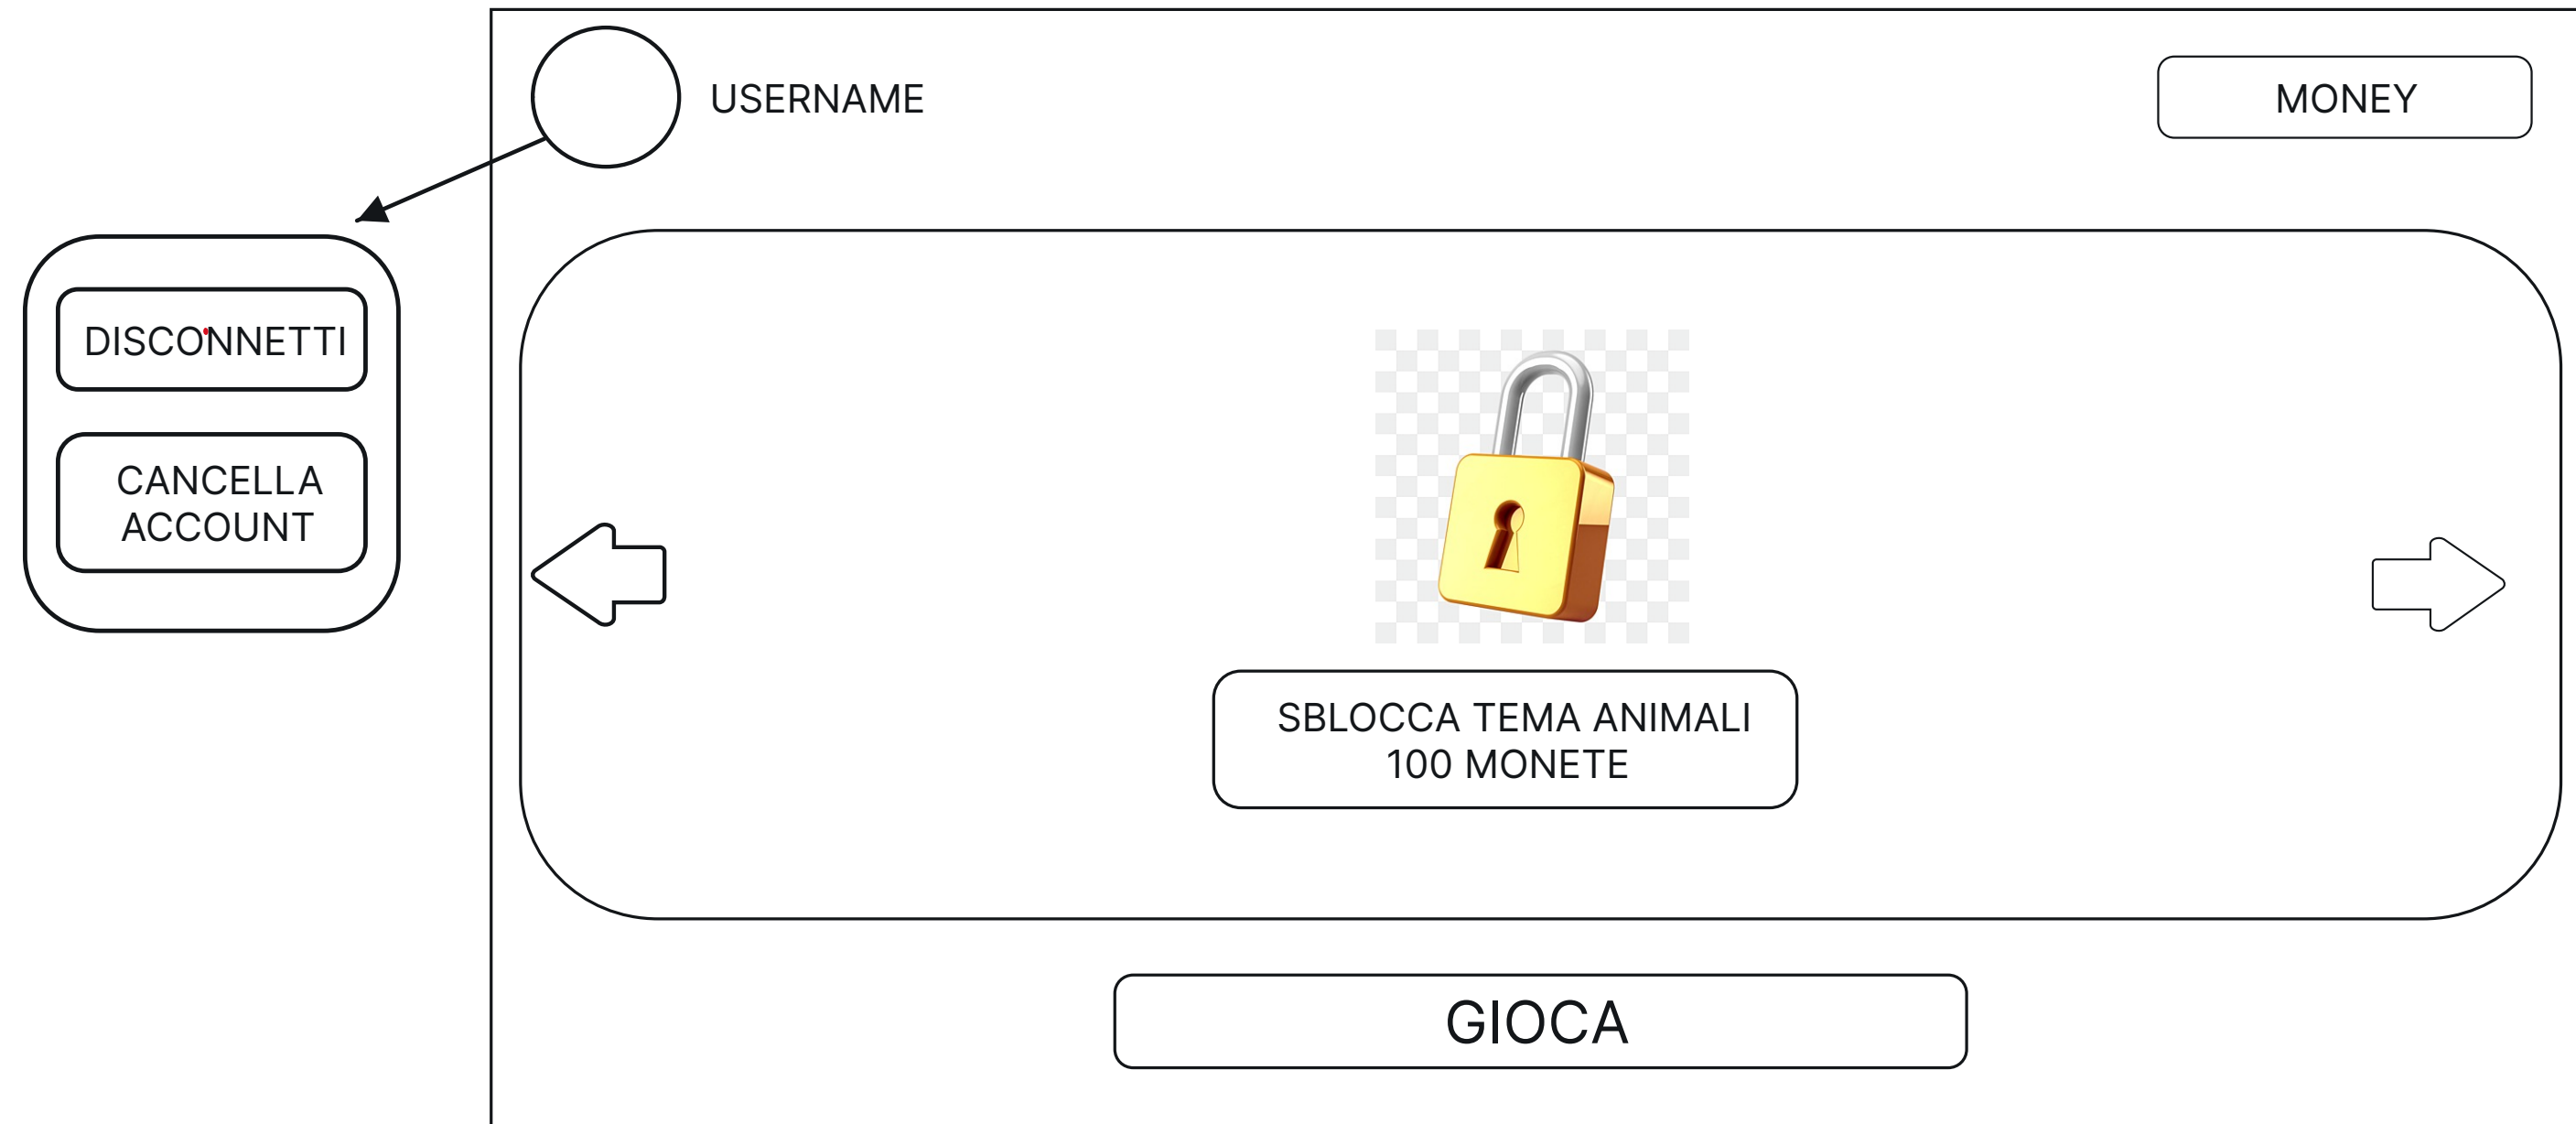 USERNAME
MONEY
DISCONNETTI
CANCELLA
ACCOUNT
SBLOCCA TEMA ANIMALI
100 MONETE
GIOCA